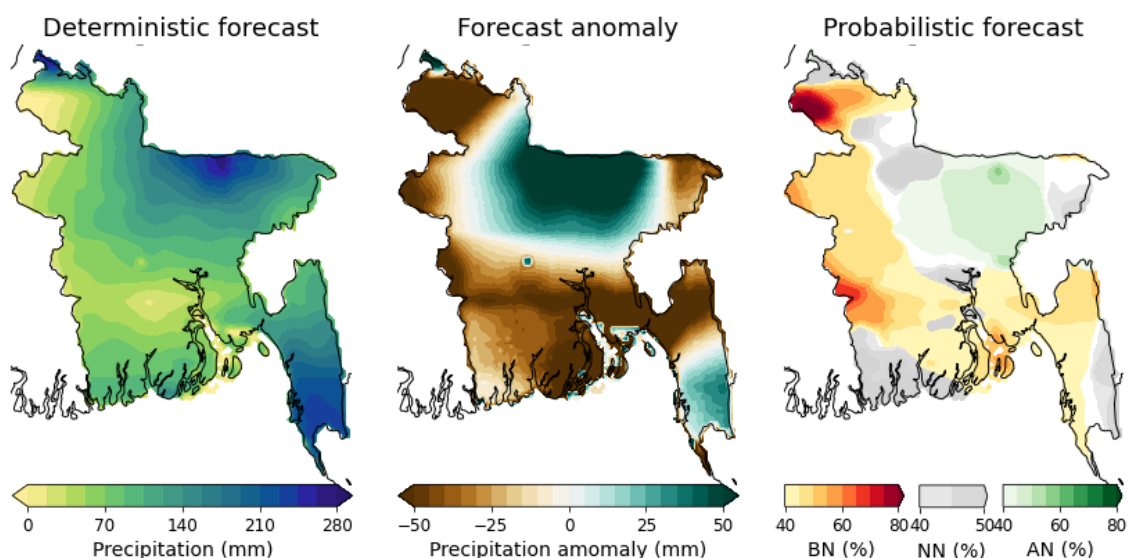 Deterministic forecast Forecast anomaly Probabilistic forecast
0 70 140 210 280
−50 −25 0 25 50
40 60 80 40 50 40 60 80
Precipitation (mm) Precipitation amomaly (mm) BN (%) NN (%) AN (%)